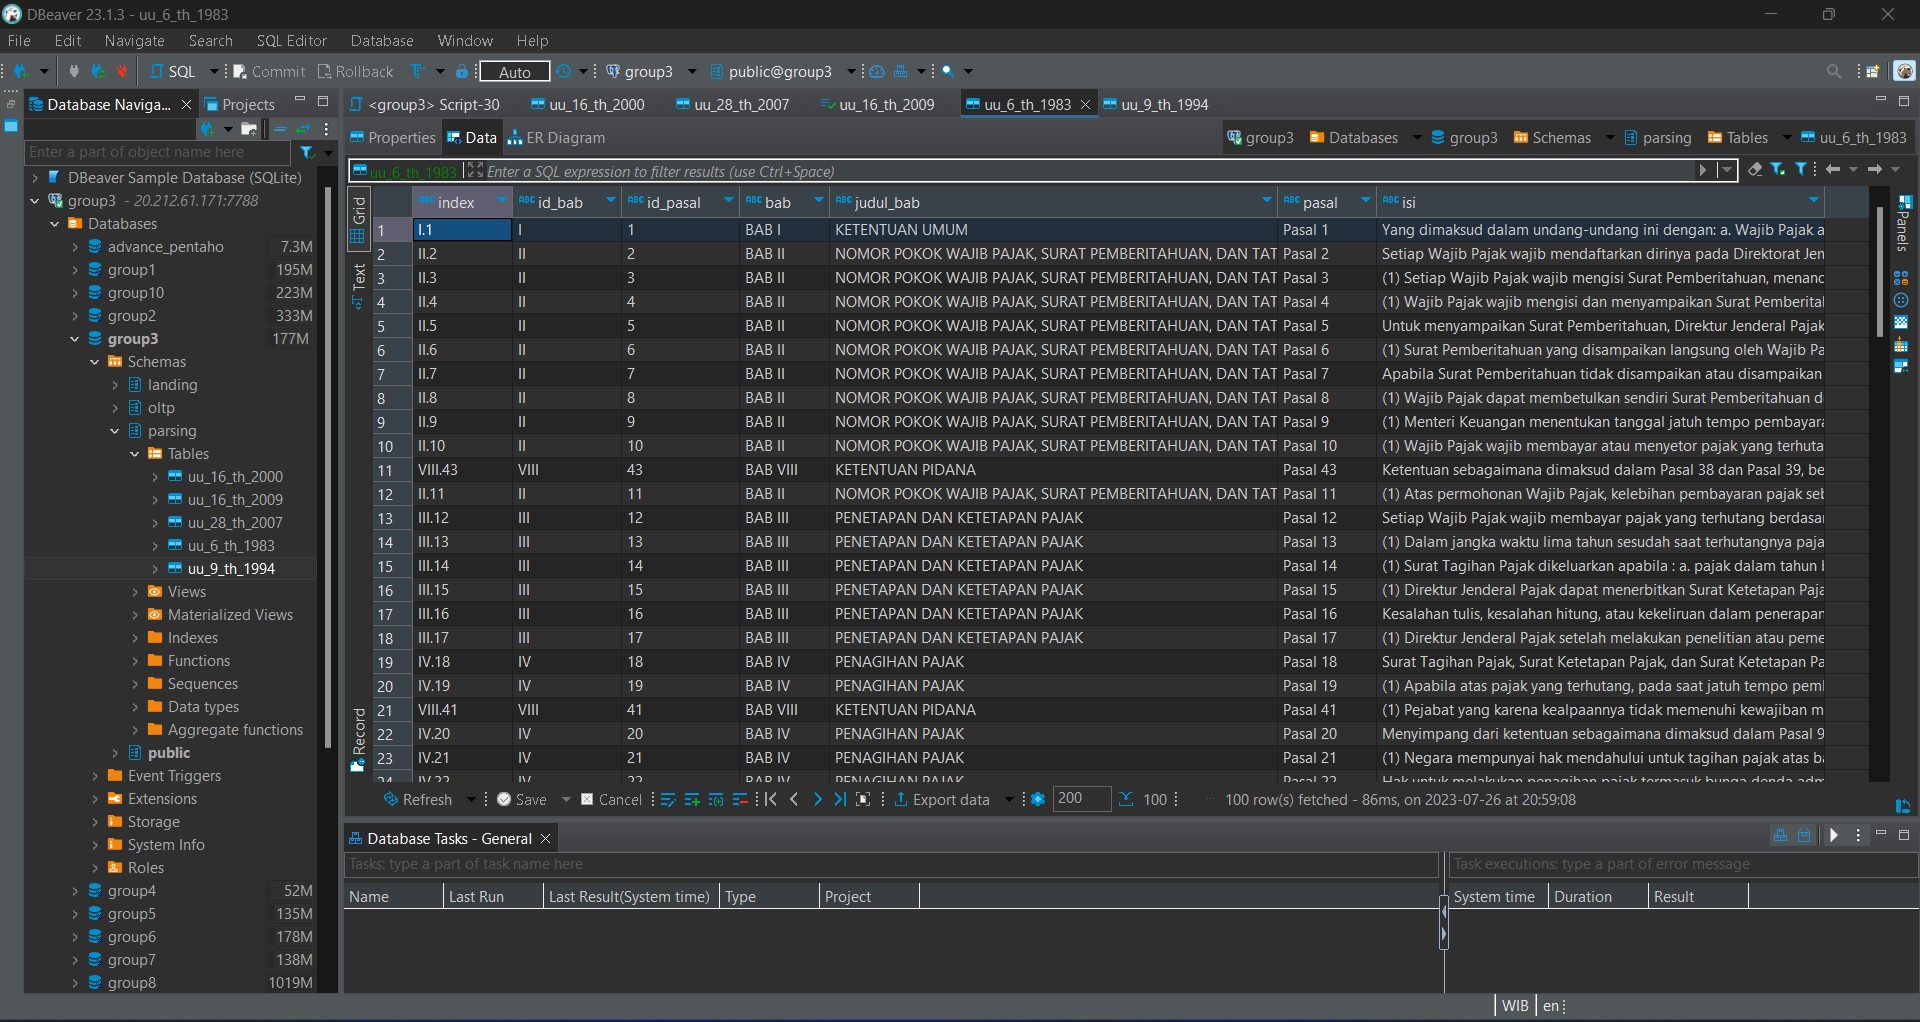 DBeaver 23.1.3 - uu_6_th_1983
File Edit Navigate Search SQL Editor Database Window Help
SQL Commit Rollback Auto group3 public@group3
Database Naviga... Projects
<group3> Script-30 uu_16_th_2000 uu_28_th_2007 uu_16_th_2009 uu_6_th_1983 uu_9_th_1994
Properties Data ER Diagram group3 Databases group3 Schemas parsing Tables uu_6_th_1983
Enter a part of object name here
uu_6_th_1983 Enter a SQL expression to filter results (use Ctrl+Space)
DBeaver Sample Database (SQLite)
group3 - 20.212.61.171:7788
Databases
advance_pentaho 7.3M
group1 195M
group10 223M
group2 333M
group3 177M
Schemas
landing
oltp
parsing
Tables
uu_16_th_2000
uu_16_th_2009
uu_28_th_2007
uu_6_th_1983
uu_9_th_1994
Views
Materialized Views
Indexes
Functions
Sequences
Data types
Aggregate functions
public
Event Triggers
Extensions
Storage
System Info
Roles
group4 52M
group5 135M
group6 178M
group7 138M
group8 1019M
Grid
Text
Record
Panels
ABC index ABC id_bab ABC id_pasal ABC bab ABC judul_bab ABC pasal ABC isi
1 I.1 I 1 BAB I KETENTUAN UMUM Pasal 1 Yang dimaksud dalam undang-undang ini dengan: a. Wajib Pajak a
2 II.2 II 2 BAB II NOMOR POKOK WAJIB PAJAK, SURAT PEMBERITAHUAN, DAN TAT Pasal 2 Setiap Wajib Pajak wajib mendaftarkan dirinya pada Direktorat Jen
3 II.3 II 3 BAB II NOMOR POKOK WAJIB PAJAK, SURAT PEMBERITAHUAN, DAN TAT Pasal 3 (1) Setiap Wajib Pajak wajib mengisi Surat Pemberitahuan, menanc
4 II.4 II 4 BAB II NOMOR POKOK WAJIB PAJAK, SURAT PEMBERITAHUAN, DAN TAT Pasal 4 (1) Wajib Pajak wajib mengisi dan menyampaikan Surat Pemberital
5 II.5 II 5 BAB II NOMOR POKOK WAJIB PAJAK, SURAT PEMBERITAHUAN, DAN TAT Pasal 5 Untuk menyampaikan Surat Pemberitahuan, Direktur Jenderal Pajak
6 II.6 II 6 BAB II NOMOR POKOK WAJIB PAJAK, SURAT PEMBERITAHUAN, DAN TAT Pasal 6 (1) Surat Pemberitahuan yang disampaikan langsung oleh Wajib Pa
7 II.7 II 7 BAB II NOMOR POKOK WAJIB PAJAK, SURAT PEMBERITAHUAN, DAN TAT Pasal 7 Apabila Surat Pemberitahuan tidak disampaikan atau disampaikan
8 II.8 II 8 BAB II NOMOR POKOK WAJIB PAJAK, SURAT PEMBERITAHUAN, DAN TAT Pasal 8 (1) Wajib Pajak dapat membetulkan sendiri Surat Pemberitahuan d
9 II.9 II 9 BAB II NOMOR POKOK WAJIB PAJAK, SURAT PEMBERITAHUAN, DAN TAT Pasal 9 (1) Menteri Keuangan menentukan tanggal jatuh tempo pembayara
10 II.10 II 10 BAB II NOMOR POKOK WAJIB PAJAK, SURAT PEMBERITAHUAN, DAN TAT Pasal 10 (1) Wajib Pajak wajib membayar atau menyetor pajak yang terhuta
11 VIII.43 VIII 43 BAB VIII KETENTUAN PIDANA Pasal 43 Ketentuan sebagaimana dimaksud dalam Pasal 38 dan Pasal 39, be
12 II.11 II 11 BAB II NOMOR POKOK WAJIB PAJAK, SURAT PEMBERITAHUAN, DAN TAT Pasal 11 (1) Atas permohonan Wajib Pajak, kelebihan pembayaran pajak sel
13 III.12 III 12 BAB III PENETAPAN DAN KETETAPAN PAJAK Pasal 12 Setiap Wajib Pajak wajib membayar pajak yang terhutang berdasa
14 III.13 III 13 BAB III PENETAPAN DAN KETETAPAN PAJAK Pasal 13 (1) Dalam jangka waktu lima tahun sesudah saat terhutangnya paja
15 III.14 III 14 BAB III PENETAPAN DAN KETETAPAN PAJAK Pasal 14 (1) Surat Tagihan Pajak dikeluarkan apabila : a. pajak dalam tahun
16 III.15 III 15 BAB III PENETAPAN DAN KETETAPAN PAJAK Pasal 15 (1) Direktur Jenderal Pajak dapat menerbitkan Surat Ketetapan Paja
17 III.16 III 16 BAB III PENETAPAN DAN KETETAPAN PAJAK Pasal 16 Kesalahan tulis, kesalahan hitung, atau kekeliruan dalam penerapan
18 III.17 III 17 BAB III PENETAPAN DAN KETETAPAN PAJAK Pasal 17 (1) Direktur Jenderal Pajak setelah melakukan penelitian atau peme
19 IV.18 IV 18 BAB IV PENAGIHAN PAJAK Pasal 18 Surat Tagihan Pajak, Surat Ketetapan Pajak, dan Surat Ketetapan Pa
20 IV.19 IV 19 BAB IV PENAGIHAN PAJAK Pasal 19 (1) Apabila atas pajak yang terhutang, pada saat jatuh tempo pem
21 VIII.41 VIII 41 BAB VIII KETENTUAN PIDANA Pasal 41 (1) Pejabat yang karena kealpaannya tidak memenuhi kewajiban m
22 IV.20 IV 20 BAB IV PENAGIHAN PAJAK Pasal 20 Menyimpang dari ketentuan sebagaimana dimaksud dalam Pasal 9
23 IV.21 IV 21 BAB IV PENAGIHAN PAJAK Pasal 21 (1) Negara mempunyai hak mendahului untuk tagihan pajak atas b
24 IV.22 IV 22 BAB IV PENAGIHAN PAJAK Pasal 22 Hak untuk melakukan penagihan pajak termasuk bunga denda adm
Refresh Save Cancel Export data 200 100 100 row(s) fetched - 86ms, on 2023-07-26 at 20:59:08
Database Tasks - General
Tasks: type a part of task name here
Task executions: type a part of error message
Name Last Run Last Result(System time) Type Project
System time Duration Result
WIB en